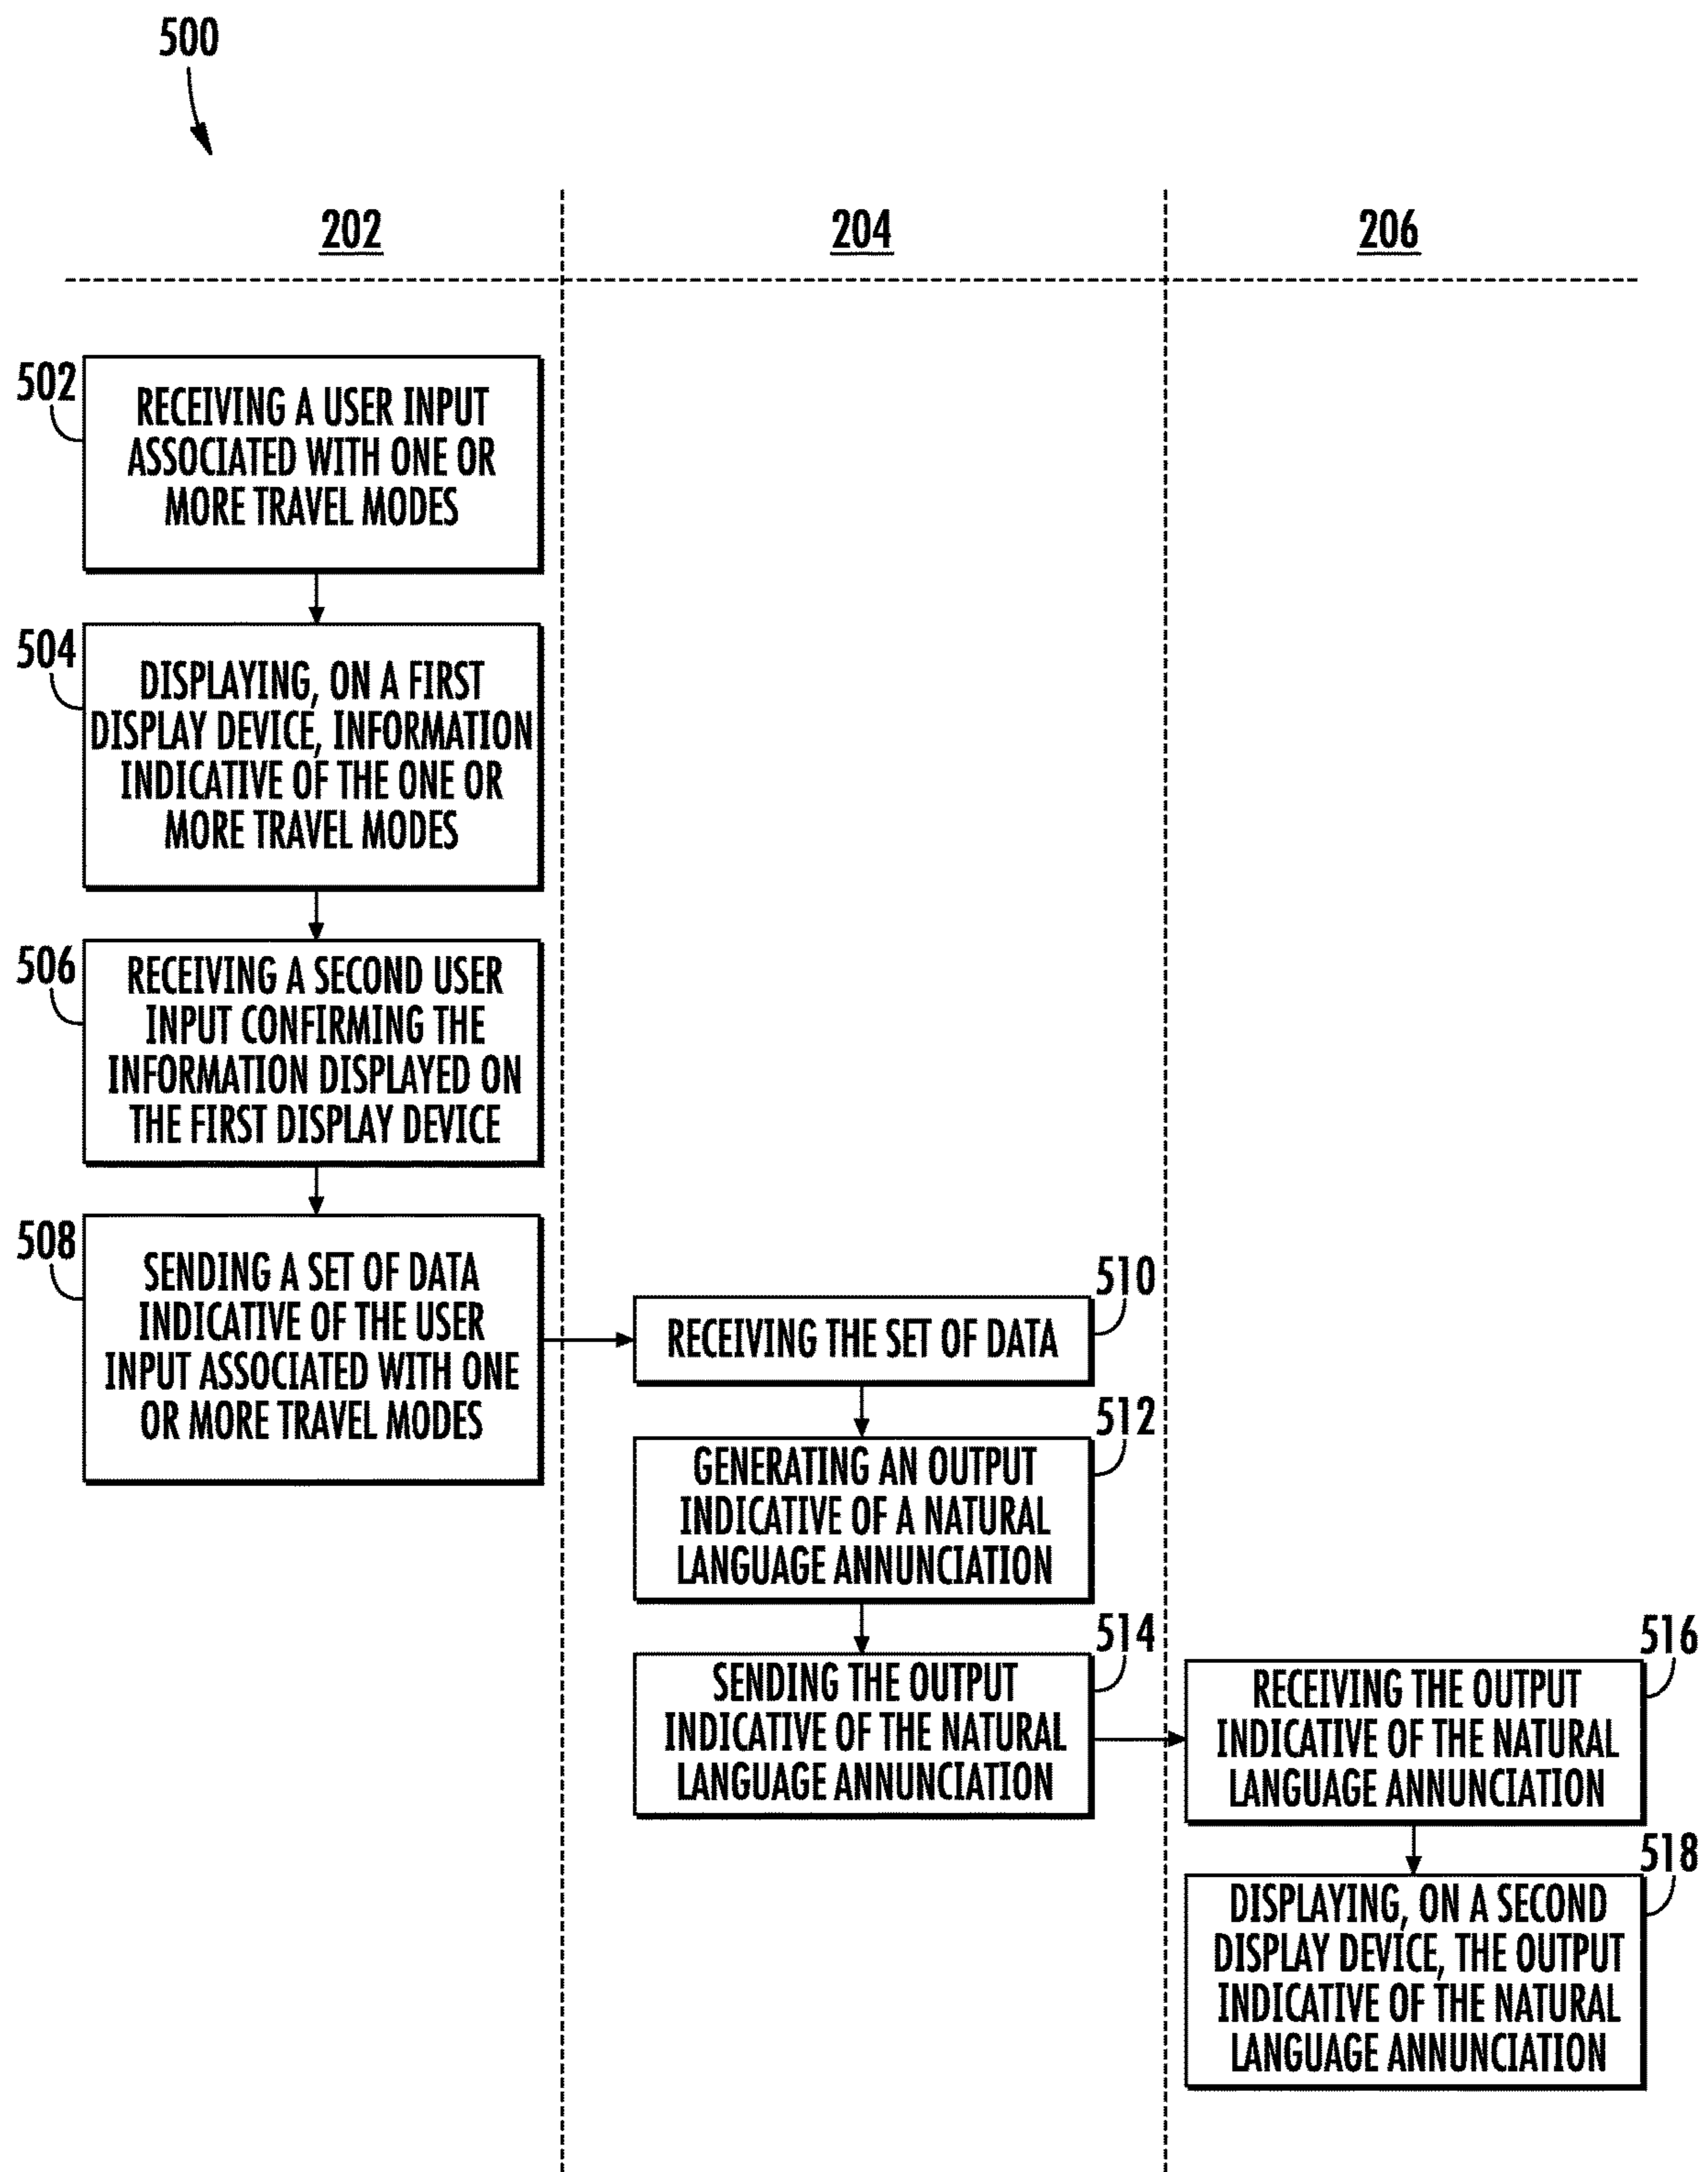 500
202
204
206
502
RECEIVING A USER INPUT
ASSOCIATED WITH ONE OR
MORE TRAVEL MODES
504
DISPLAYING, ON A FIRST
DISPLAY DEVICE, INFORMATION
INDICATIVE OF THE ONE OR
MORE TRAVEL MODES
506
RECEIVING A SECOND USER
INPUT CONFIRMING THE
INFORMATION DISPLAYED ON
THE FIRST DISPLAY DEVICE
508
SENDING A SET OF DATA
INDICATIVE OF THE USER
INPUT ASSOCIATED WITH ONE
OR MORE TRAVEL MODES
510
RECEIVING THE SET OF DATA
512
GENERATING AN OUTPUT
INDICATIVE OF A NATURAL
LANGUAGE ANNUNCIATION
514
SENDING THE OUTPUT
INDICATIVE OF THE NATURAL
LANGUAGE ANNUNCIATION
516
RECEIVING THE OUTPUT
INDICATIVE OF THE NATURAL
LANGUAGE ANNUNCIATION
518
DISPLAYING, ON A SECOND
DISPLAY DEVICE, THE OUTPUT
INDICATIVE OF THE NATURAL
LANGUAGE ANNUNCIATION